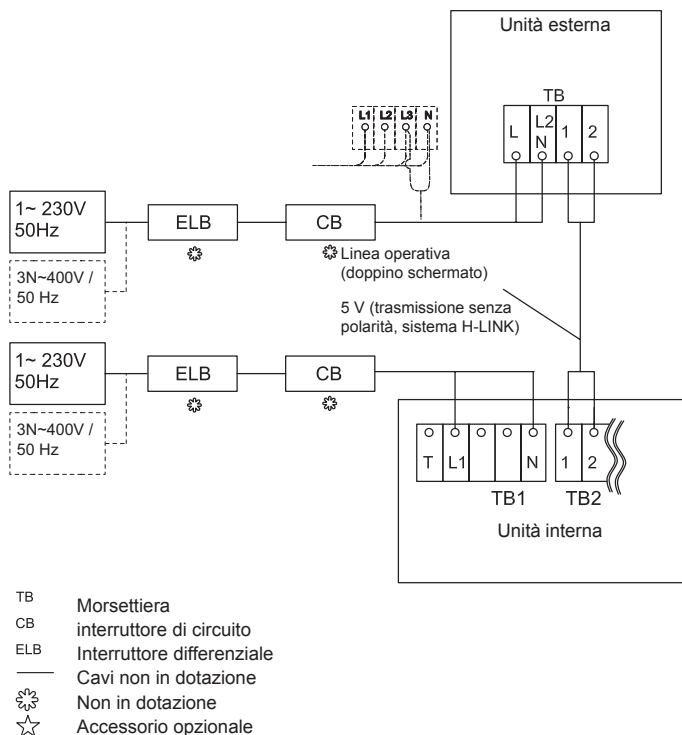 Unità esterna
TB
L1 L2 L3 N
L L2 N 1 2
1~ 230V
50Hz
ELB
CB
3N~400V /
50 Hz
Linea operativa
(doppino schermato)
5 V (trasmissione senza
polarità, sistema H-LINK)
1~ 230V
50Hz
ELB
CB
3N~400V /
50 Hz
T L1 N 1 2
TB1 TB2
Unità interna
TB Morsettiera
CB interruttore di circuito
ELB Interruttore differenziale
Cavi non in dotazione
Non in dotazione
Accessorio opzionale